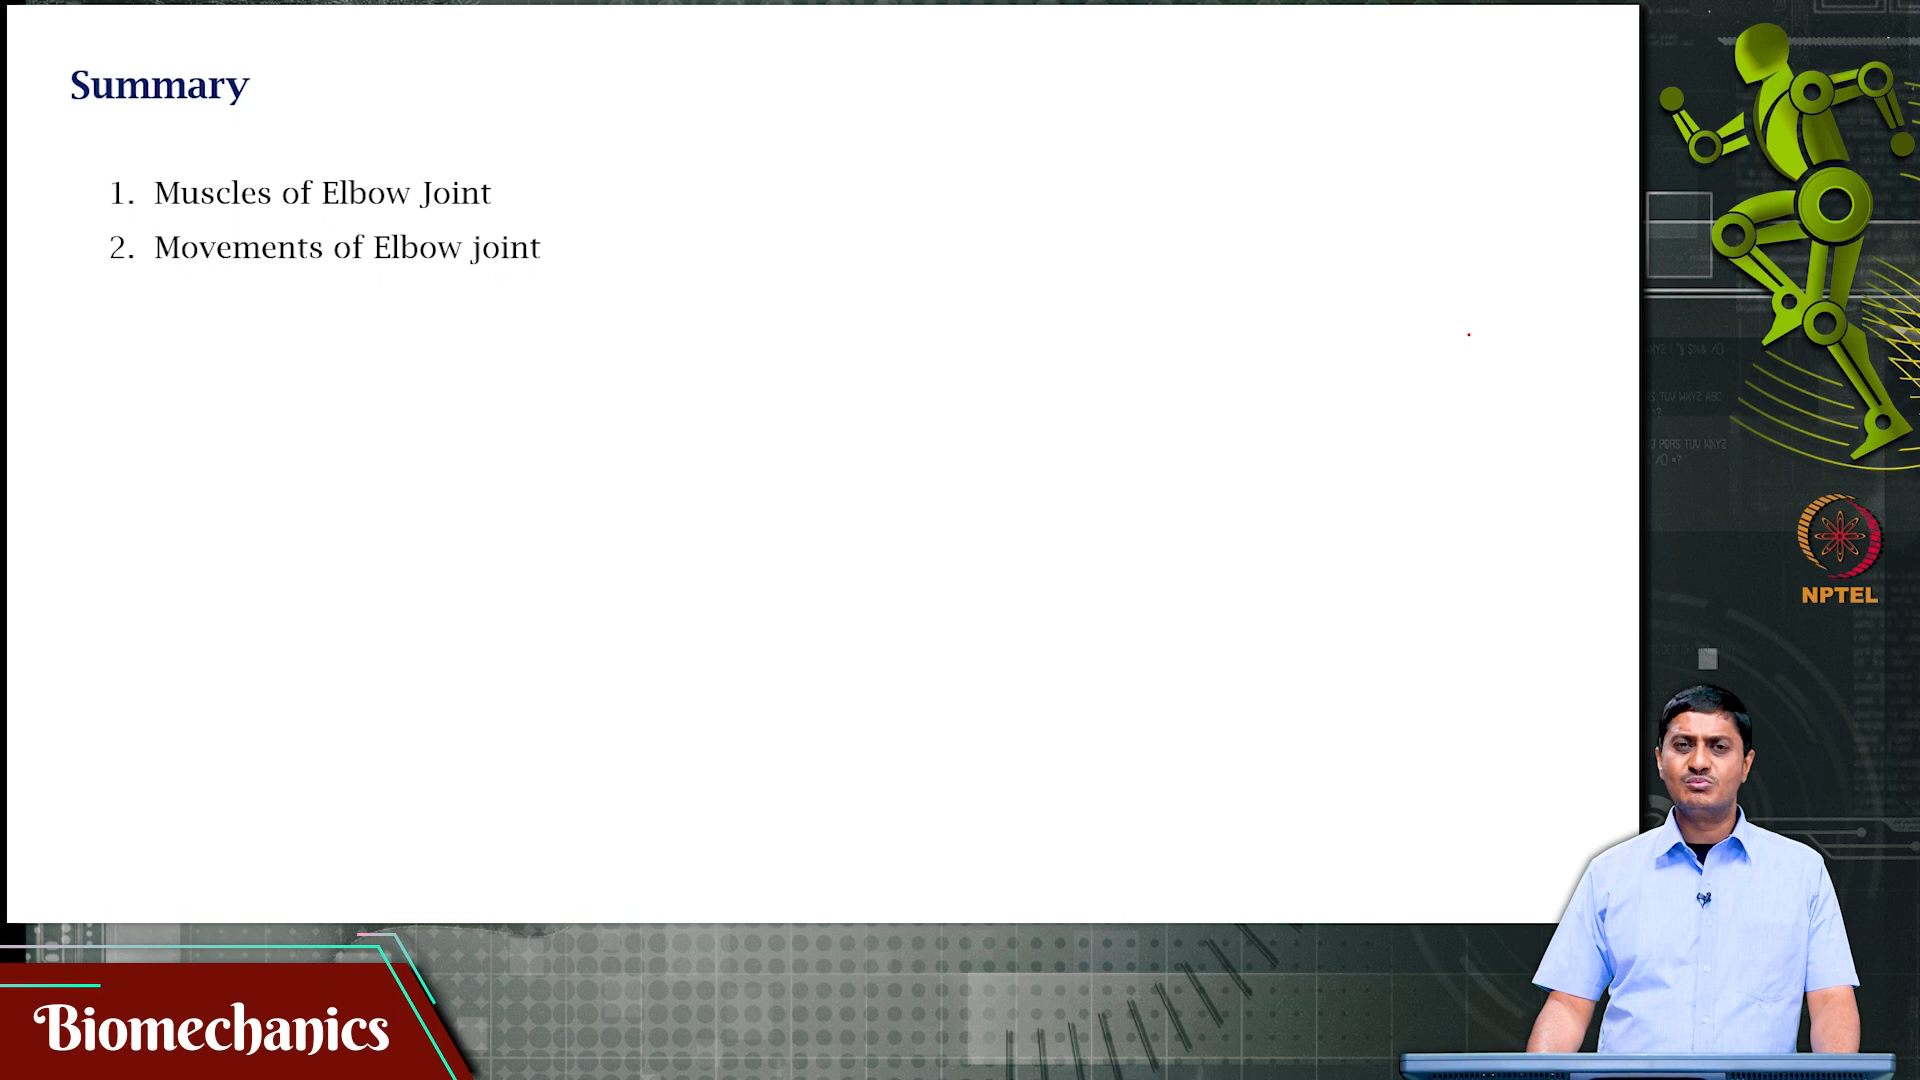 Summary
1. Muscles of Elbow Joint
2. Movements of Elbow joint
NPTEL
Biomechanics